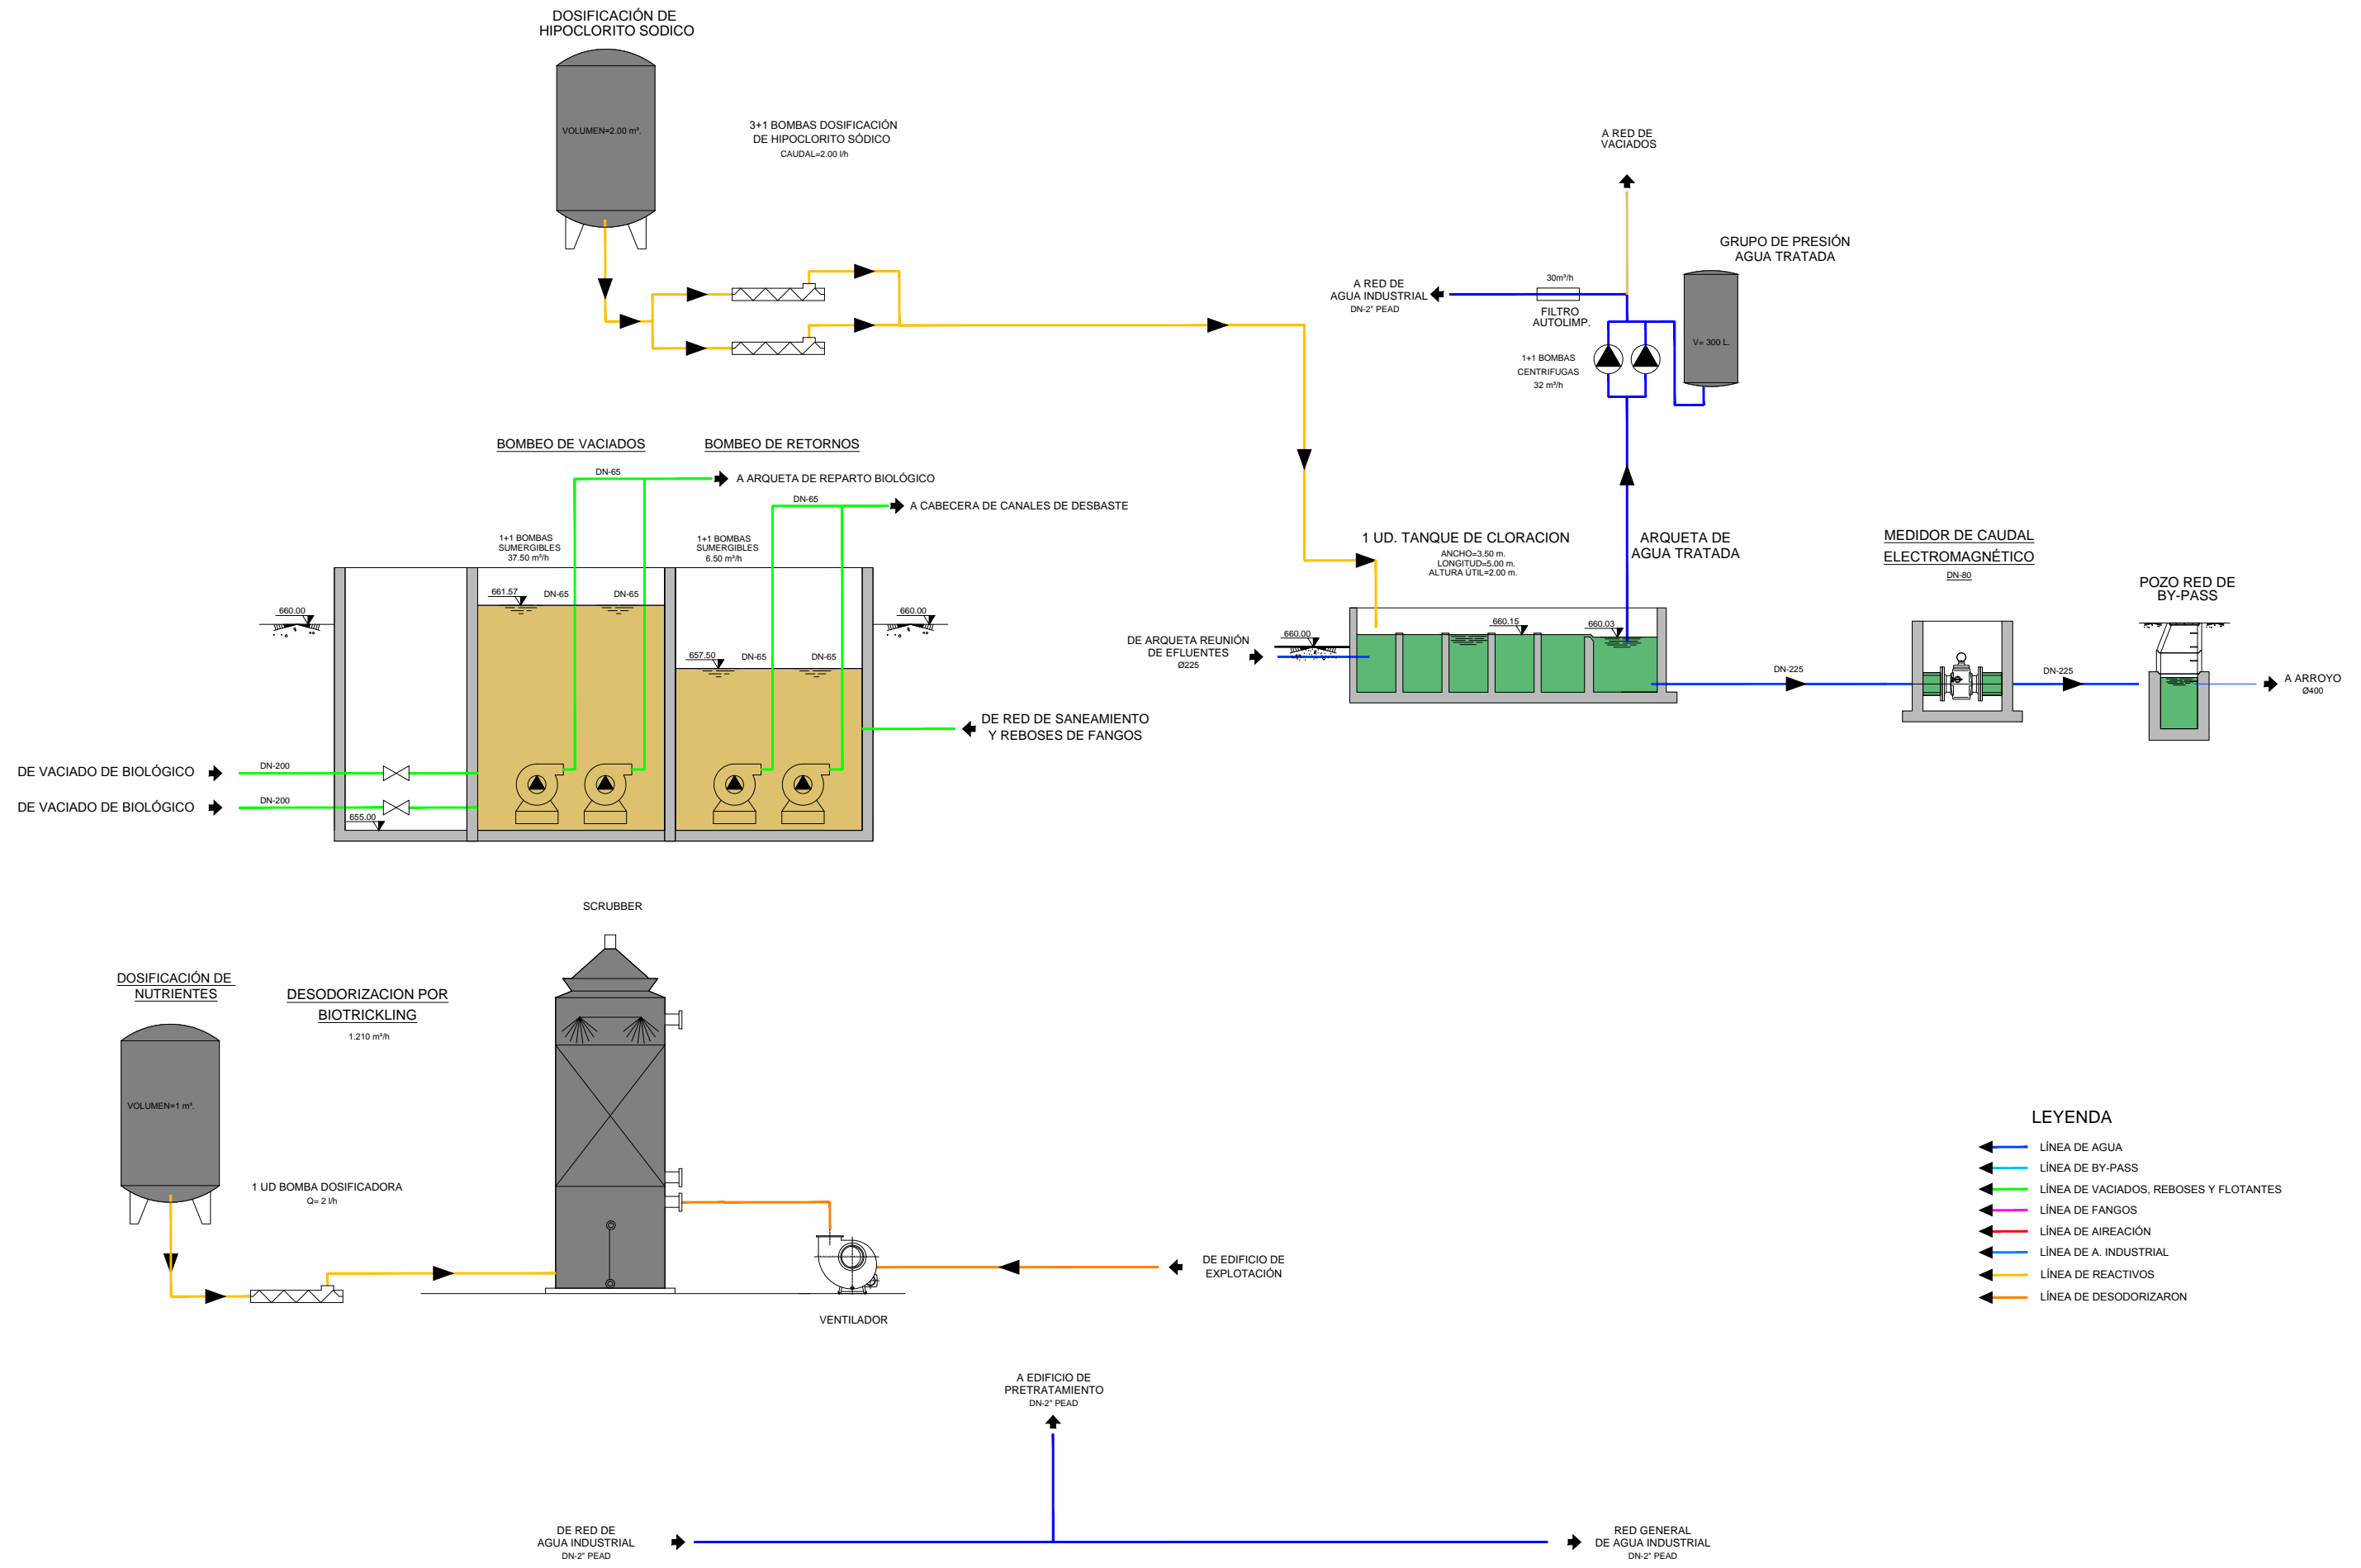 DOSIFICACIÓN DE
HIPOCLORITO SODICO
VOLUMEN=2.00 m³.
3+1 BOMBAS DOSIFICACIÓN
DE HIPOCLORITO SÓDICO
CAUDAL=2.00 l/h
A RED DE
VACIADOS
GRUPO DE PRESIÓN
AGUA TRATADA
A RED DE
AGUA INDUSTRIAL
DN-2" PEAD
30m³/h
FILTRO
AUTOLIMP.
V= 300 L.
1+1 BOMBAS
CENTRIFUGAS
32 m³/h
BOMBEO DE VACIADOS
BOMBEO DE RETORNOS
DN-65
A ARQUETA DE REPARTO BIOLÓGICO
DN-65
A CABECERA DE CANALES DE DESBASTE
1+1 BOMBAS
SUMERGIBLES
37.50 m³/h
1+1 BOMBAS
SUMERGIBLES
6.50 m³/h
661.57
DN-65
DN-65
660.00
660.00
657.50
DN-65
DN-65
DE RED DE SANEAMIENTO
Y REBOSES DE FANGOS
DE VACIADO DE BIOLÓGICO
DN-200
DE VACIADO DE BIOLÓGICO
DN-200
655.00
1 UD. TANQUE DE CLORACION
ANCHO=3.50 m.
LONGITUD=5.00 m.
ALTURA ÚTIL=2.00 m.
ARQUETA DE
AGUA TRATADA
660.15
660.03
660.00
DE ARQUETA REUNIÓN
DE EFLUENTES
Ø225
MEDIDOR DE CAUDAL
ELECTROMAGNÉTICO
DN-80
DN-225
DN-225
POZO RED DE
BY-PASS
A ARROYO
Ø400
SCRUBBER
DOSIFICACIÓN DE
NUTRIENTES
DESODORIZACION POR
BIOTRICKLING
1.210 m³/h
VOLUMEN=1 m³.
1 UD BOMBA DOSIFICADORA
Q= 2 l/h
DE EDIFICIO DE
EXPLOTACIÓN
VENTILADOR
LEYENDA
LÍNEA DE AGUA
LÍNEA DE BY-PASS
LÍNEA DE VACIADOS, REBOSES Y FLOTANTES
LÍNEA DE FANGOS
LÍNEA DE AIREACIÓN
LÍNEA DE A. INDUSTRIAL
LÍNEA DE REACTIVOS
LÍNEA DE DESODORIZARON
A EDIFICIO DE
PRETRATAMIENTO
DN-2" PEAD
DE RED DE
AGUA INDUSTRIAL
DN-2" PEAD
RED GENERAL
DE AGUA INDUSTRIAL
DN-2" PEAD